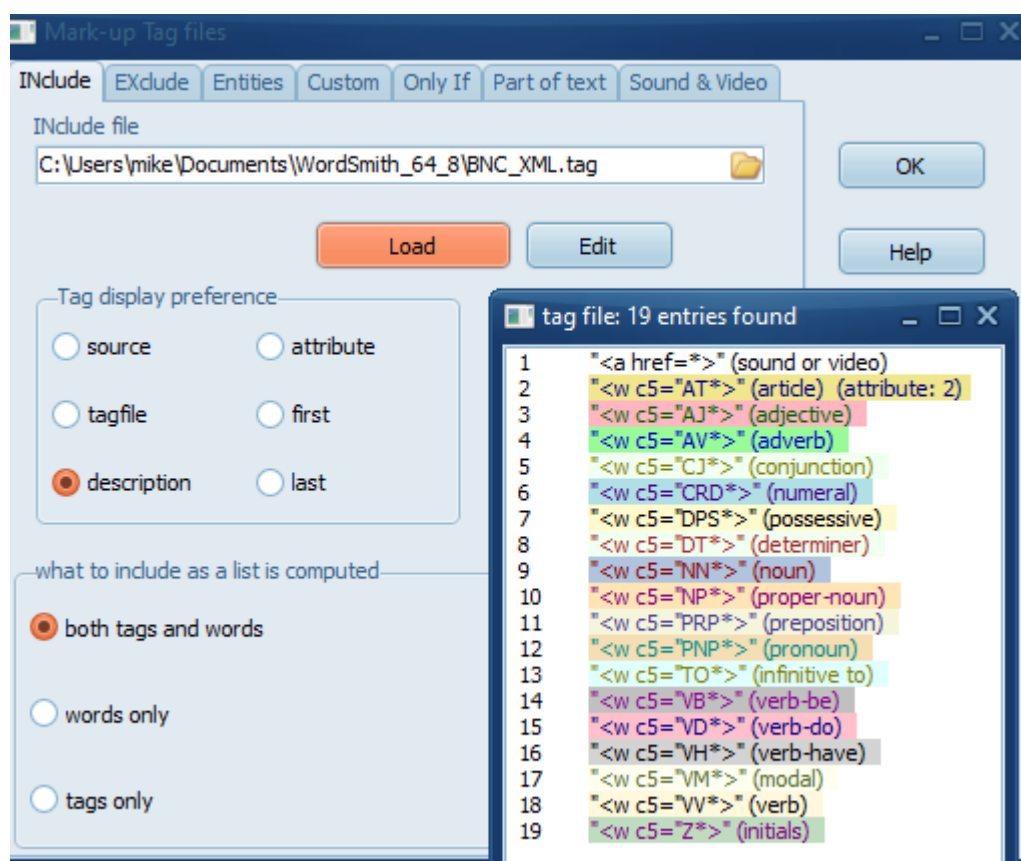 Mark-up Tag files
INclude EXclude Entities Custom Only If Part of text Sound & Video
INclude file
C:\Users\mike\Documents\WordSmith_64_8\BNC_XML.tag
OK
Load Edit
Help
Tag display preference
source attribute
tagfile first
description last
what to include as a list is computed
both tags and words
words only
tags only
tag file: 19 entries found
1 "<a href=*>" (sound or video)
2 "<w c5="AT*>" (article) (attribute: 2)
3 "<w c5="AJ*>" (adjective)
4 "<w c5="AV*>" (adverb)
5 "<w c5="CJ*>" (conjunction)
6 "<w c5="CRD*>" (numeral)
7 "<w c5="DPS*>" (possessive)
8 "<w c5="DT*>" (determiner)
9 "<w c5="NN*>" (noun)
10 "<w c5="NP*>" (proper-noun)
11 "<w c5="PRP*>" (preposition)
12 "<w c5="PNP*>" (pronoun)
13 "<w c5="TO*>" (infinitive to)
14 "<w c5="VB*>" (verb-be)
15 "<w c5="VD*>" (verb-do)
16 "<w c5="VH*>" (verb-have)
17 "<w c5="VM*>" (modal)
18 "<w c5="VV*>" (verb)
19 "<w c5="Z*>" (initials)